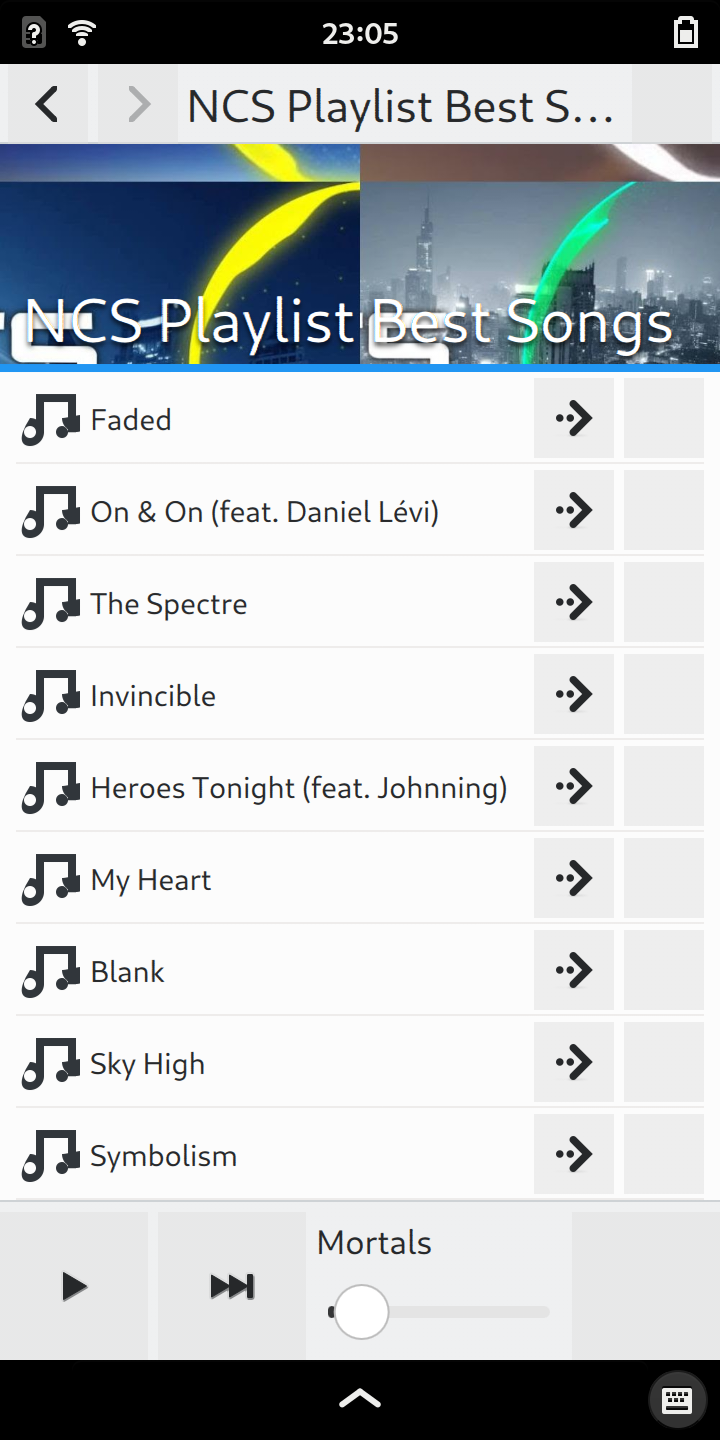 23:05
NCS Playlist Best S...
NCS Playlist Best Songs
Faded
On & On (feat. Daniel Lévi)
The Spectre
Invincible
Heroes Tonight (feat. Johnning)
My Heart
Blank
Sky High
Symbolism
Mortals